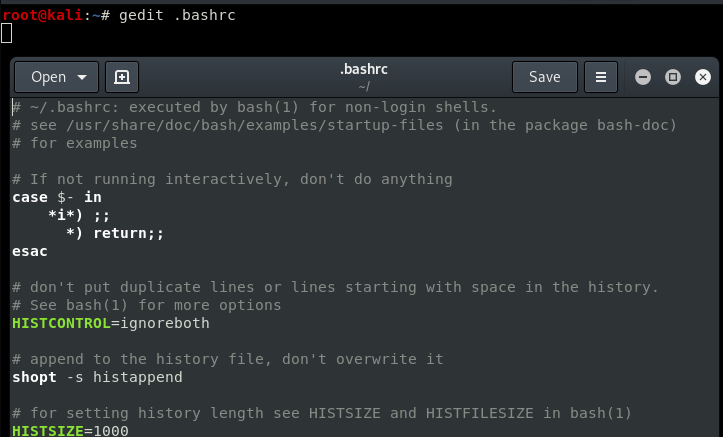 root@kali:~# gedit .bashrc
Open
.bashrc
~/
Save
# ~/.bashrc: executed by bash(1) for non-login shells.
# see /usr/share/doc/bash/examples/startup-files (in the package bash-doc)
# for examples
# If not running interactively, don't do anything
case $- in
    *i*) ;;
      *) return;;
esac
# don't put duplicate lines or lines starting with space in the history.
# See bash(1) for more options
HISTCONTROL=ignoreboth
# append to the history file, don't overwrite it
shopt -s histappend
# for setting history length see HISTSIZE and HISTFILESIZE in bash(1)
HISTSIZE=1000